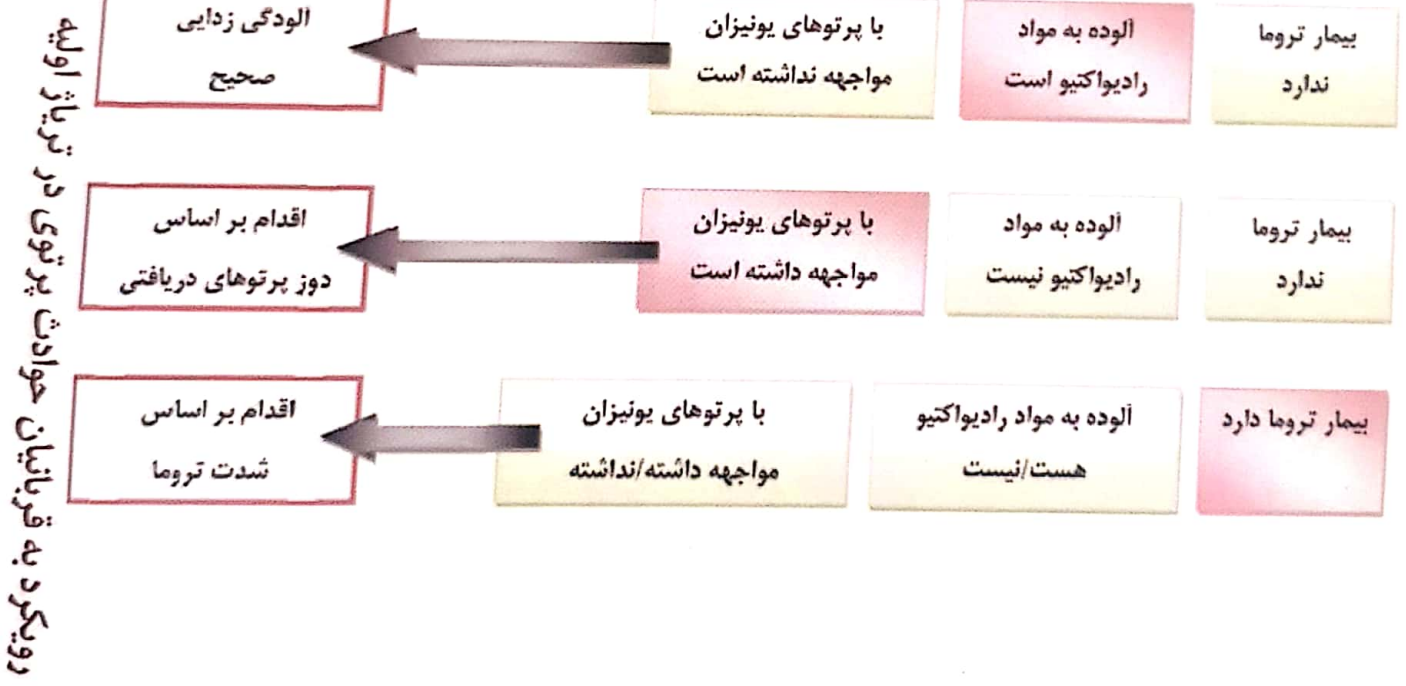 رویکرد به قربانیان حوادث پرتوی در تریاژ اولیه
بیمار تروما
ندارد
آلوده به مواد
رادیواکتیو است
با پرتوهای یونیزان
مواجهه نداشته است
آلودگی زدایی
صحیح
بیمار تروما
ندارد
آلوده به مواد
رادیواکتیو نیست
با پرتوهای یونیزان
مواجهه داشته است
اقدام بر اساس
دوز پرتوهای دریافتی
بیمار تروما دارد
آلوده به مواد رادیواکتیو
هست/نیست
با پرتوهای یونیزان
مواجهه داشته/نداشته
اقدام بر اساس
شدت تروما